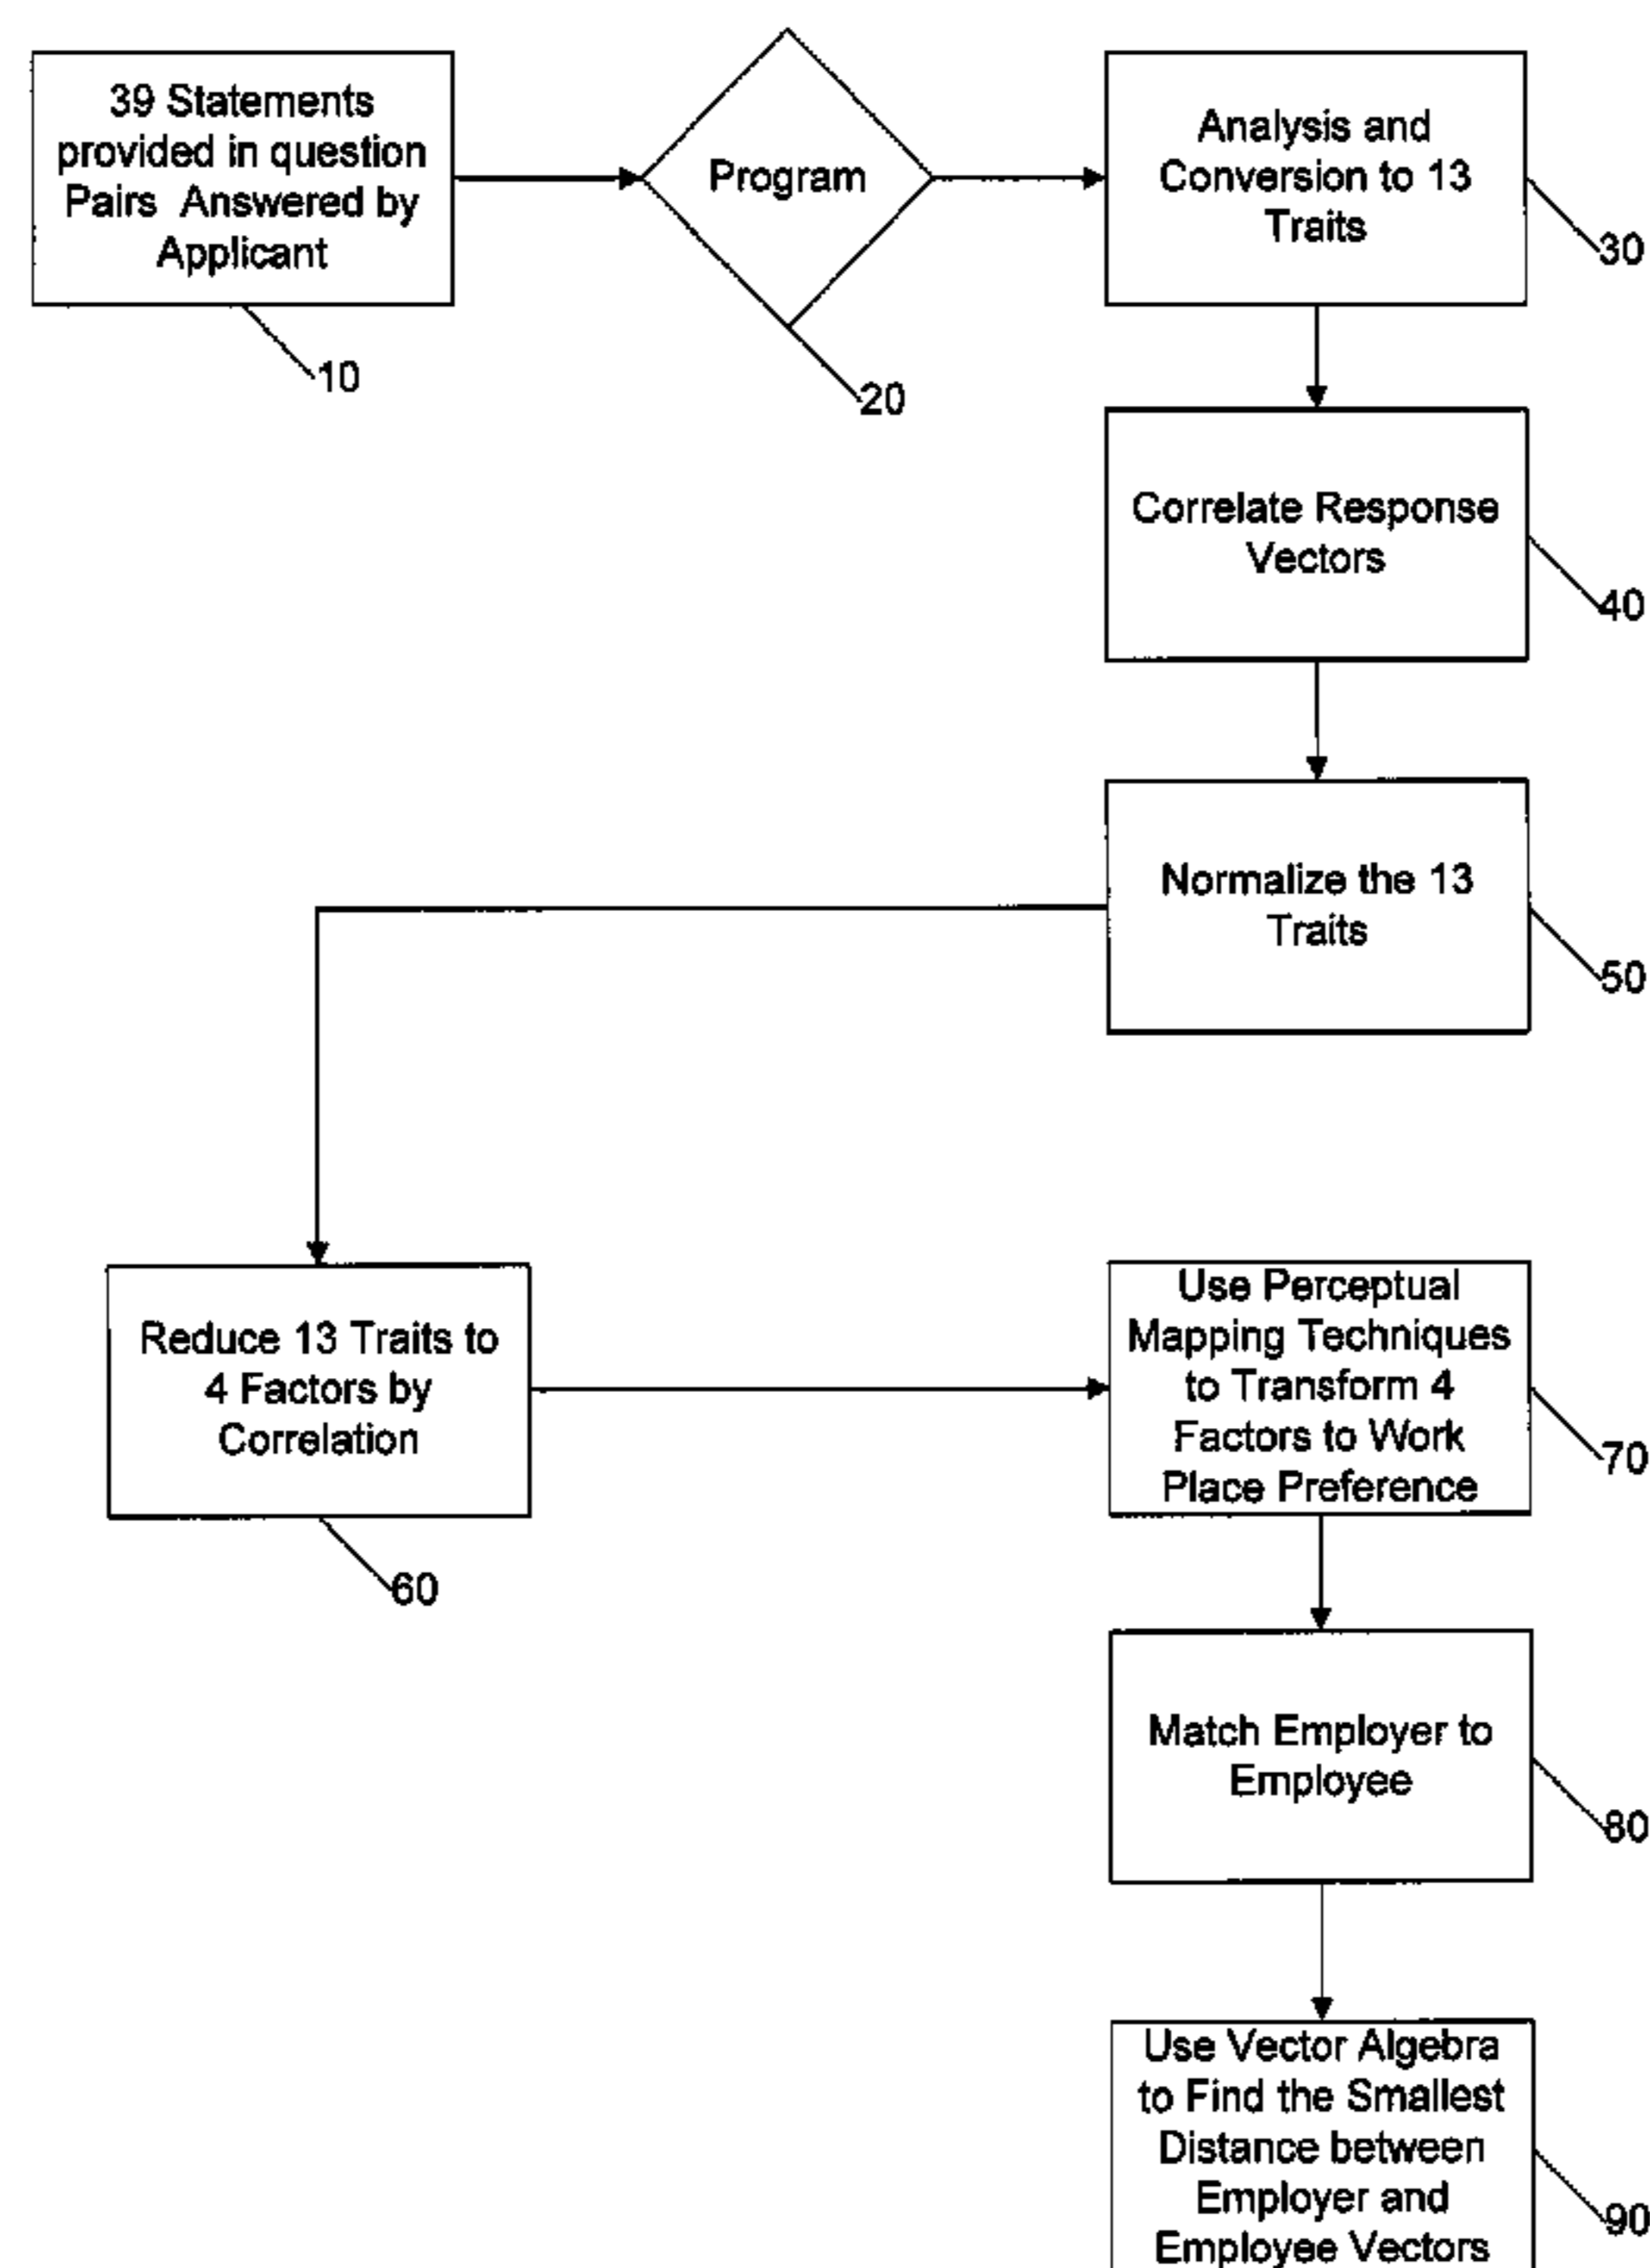 39 Statements
provided in question
Pairs Answered by
Applicant
10
Program
20
Analysis and
Conversion to 13
Traits
30
Correlate Response
Vectors
40
Normalize the 13
Traits
50
Reduce 13 Traits to
4 Factors by
Correlation
60
Use Perceptual
Mapping Techniques
to Transform 4
Factors to Work
Place Preference
70
Match Employer to
Employee
80
Use Vector Algebra
to Find the Smallest
Distance between
Employer and
Employee Vectors
90